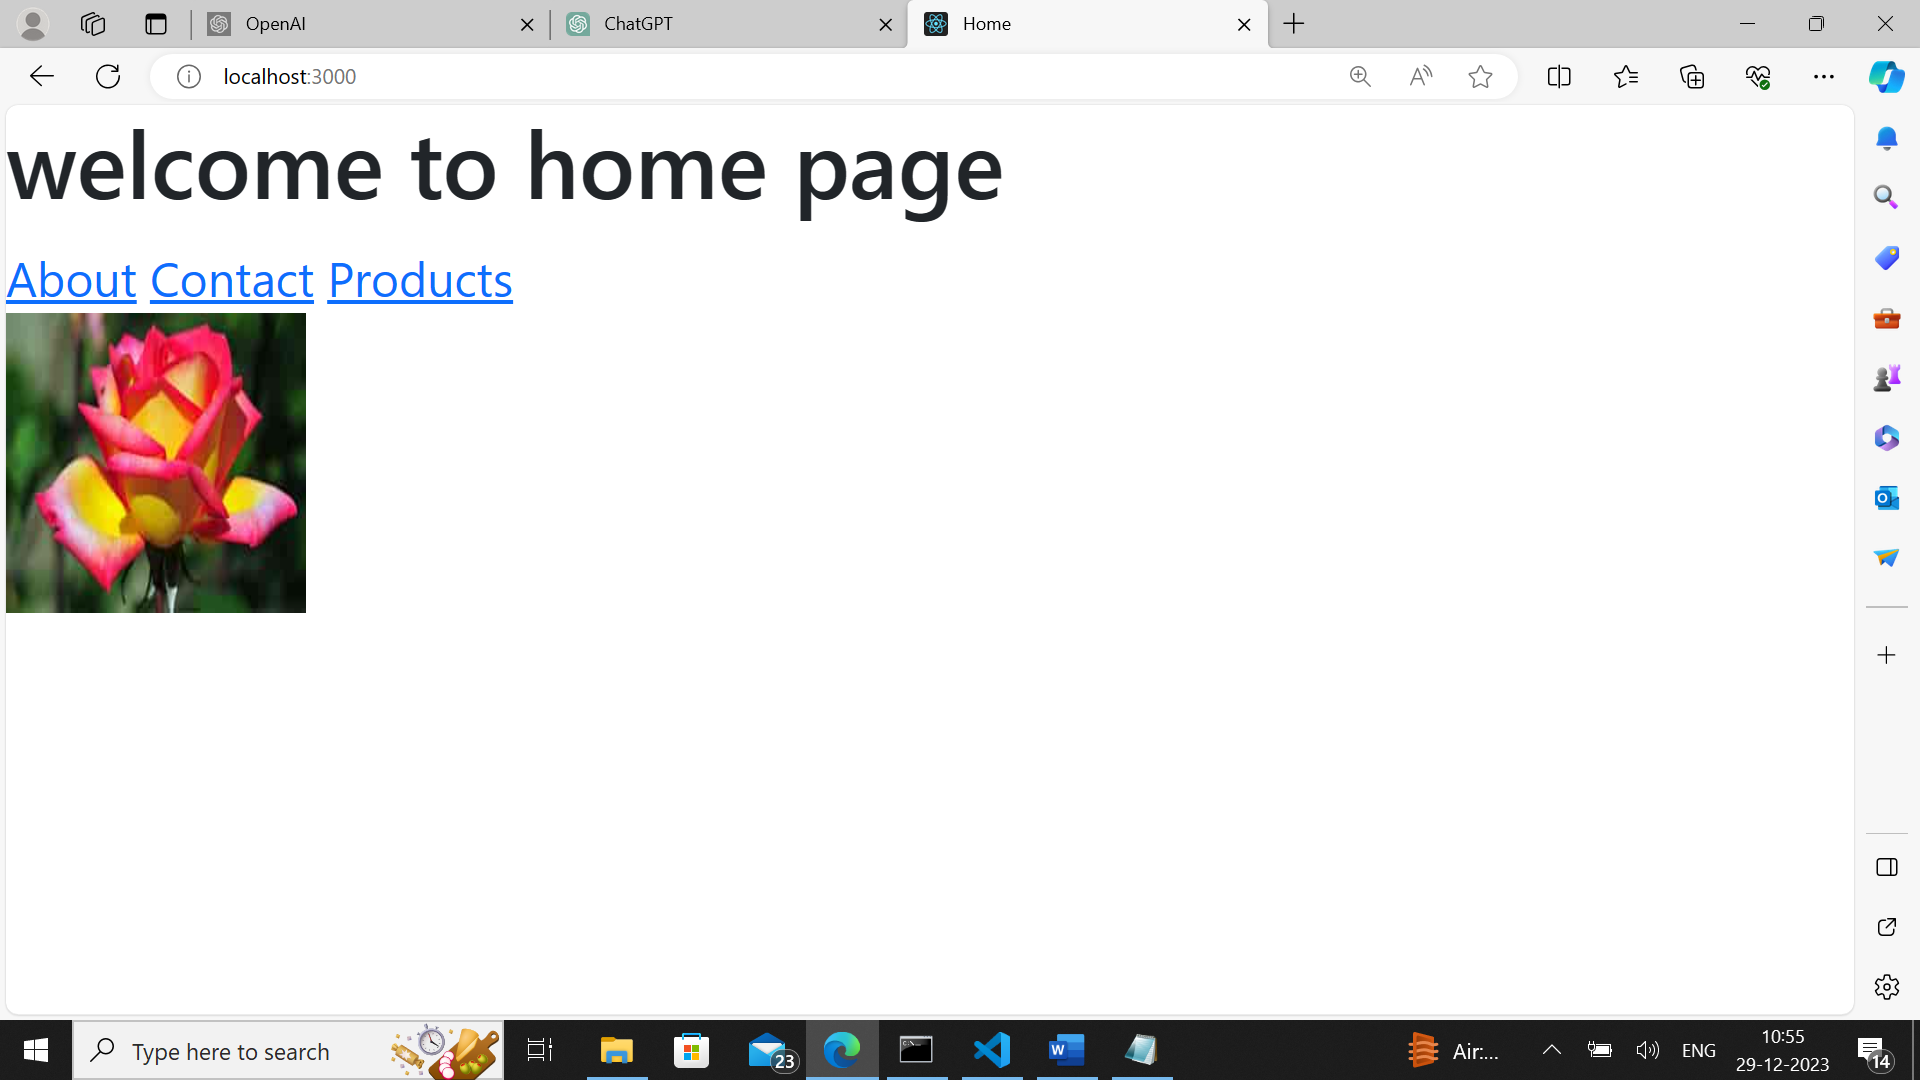 OpenAI
ChatGPT
Home
localhost:3000
welcome to home page
About Contact Products
Type here to search
23
Air:...
ENG
10:55
29-12-2023
14